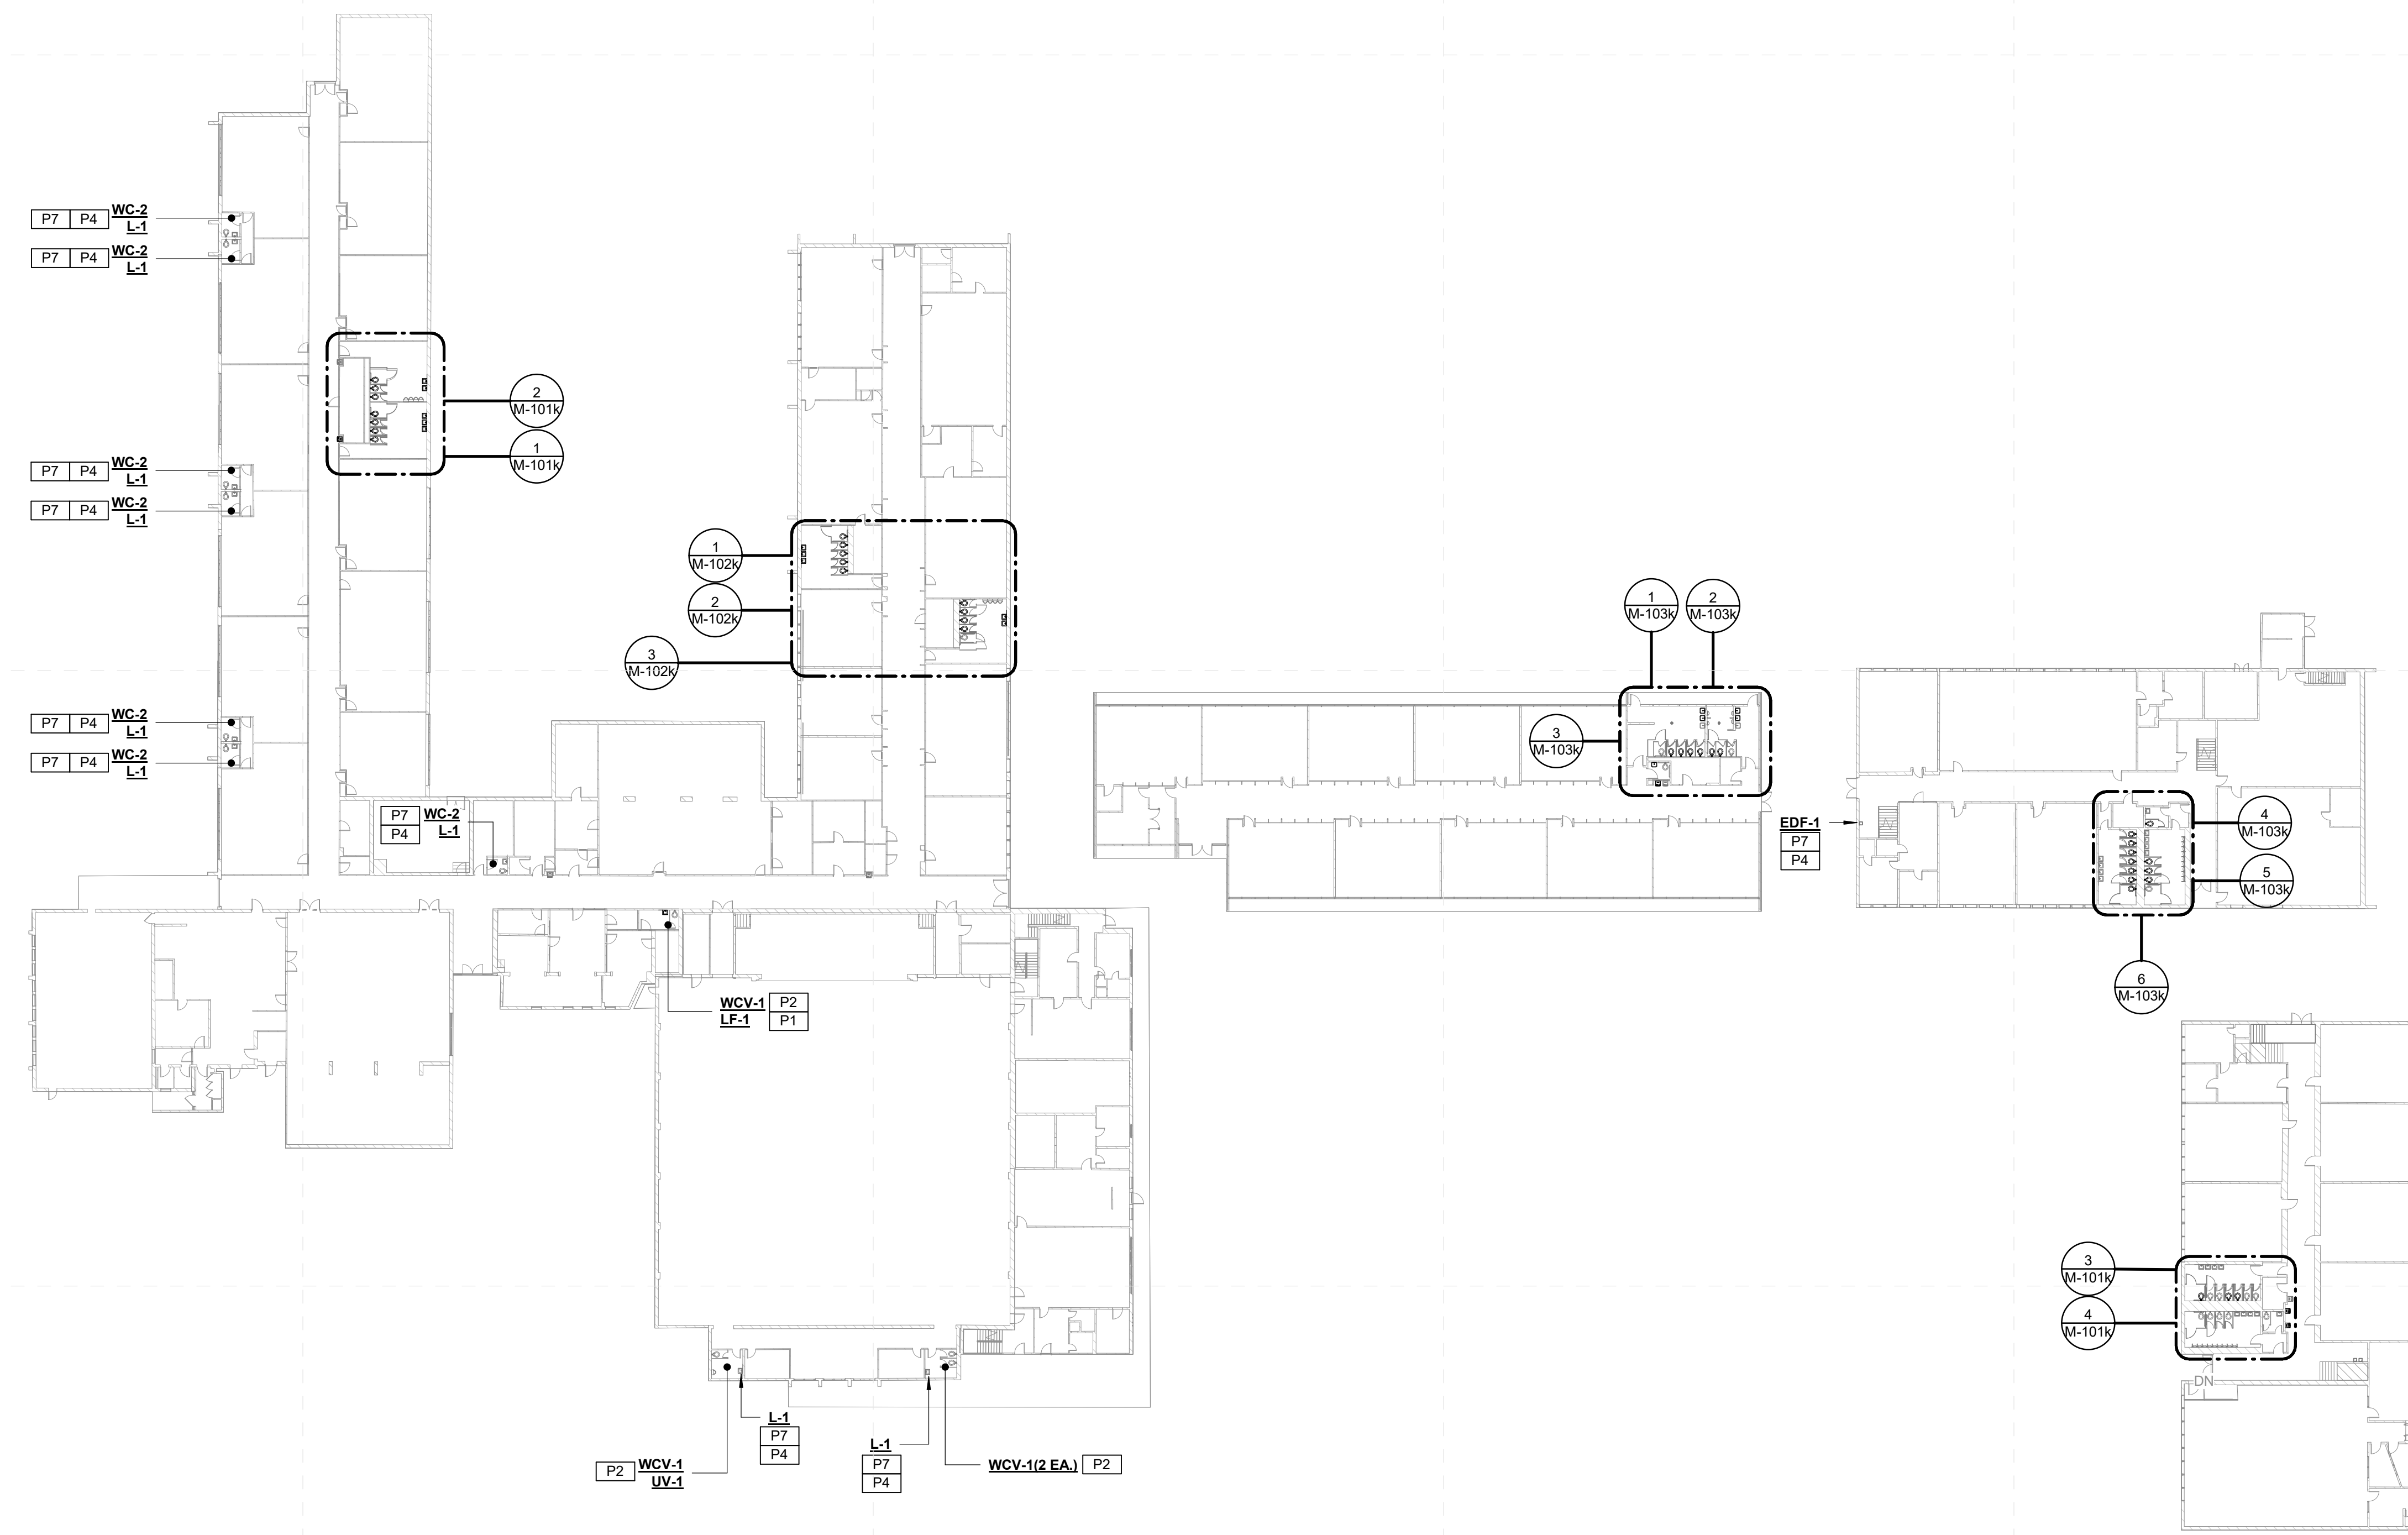 P7 P4 WC-2
L-1
P7 P4 WC-2
L-1
2
M-101k
1
M-101k
P7 P4 WC-2
L-1
P7 P4 WC-2
L-1
1
M-102k
2
M-102k
3
M-102k
1
M-103k
2
M-103k
3
M-103k
P7 P4 WC-2
L-1
P7 P4 WC-2
L-1
P7 WC-2
P4 L-1
EDF-1
P7
P4
4
M-103k
5
M-103k
6
M-103k
WCV-1 P2
LF-1 P1
3
M-101k
4
M-101k
DN
L-1
P7
P4
P2 WCV-1
UV-1
L-1
P7
P4
WCV-1(2 EA.) P2